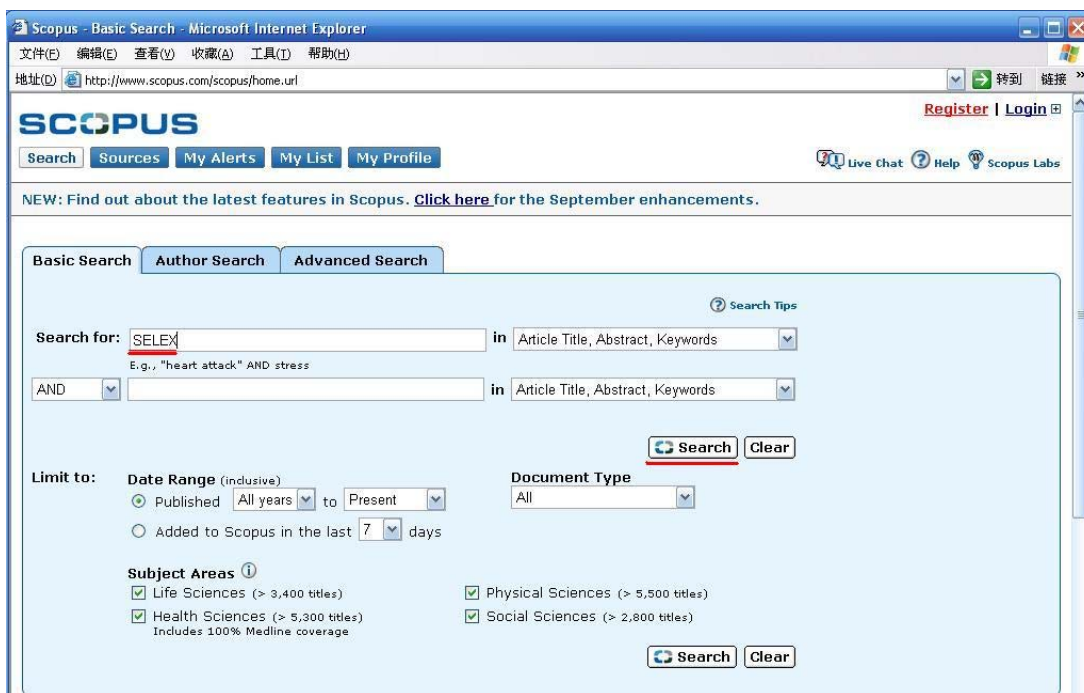 Scopus - Basic Search - Microsoft Internet Explorer
文件(F) 编辑(E) 查看(V) 收藏(A) 工具(T) 帮助(H)
地址(D) http://www.scopus.com/scopus/home.url 转到 链接 »
Register | Login
SCOPUS
Search Sources My Alerts My List My Profile Live Chat Help Scopus Labs
NEW: Find out about the latest features in Scopus. Click here for the September enhancements.
Basic Search Author Search Advanced Search
Search Tips
Search for: SELEX in Article Title, Abstract, Keywords
E.g., "heart attack" AND stress
AND in Article Title, Abstract, Keywords
Search Clear
Limit to: Date Range (inclusive) Document Type
Published All years to Present All
Added to Scopus in the last 7 days
Subject Areas
Life Sciences (> 3,400 titles) Physical Sciences (> 5,500 titles)
Health Sciences (> 5,300 titles) Social Sciences (> 2,800 titles)
Includes 100% Medline coverage
Search Clear